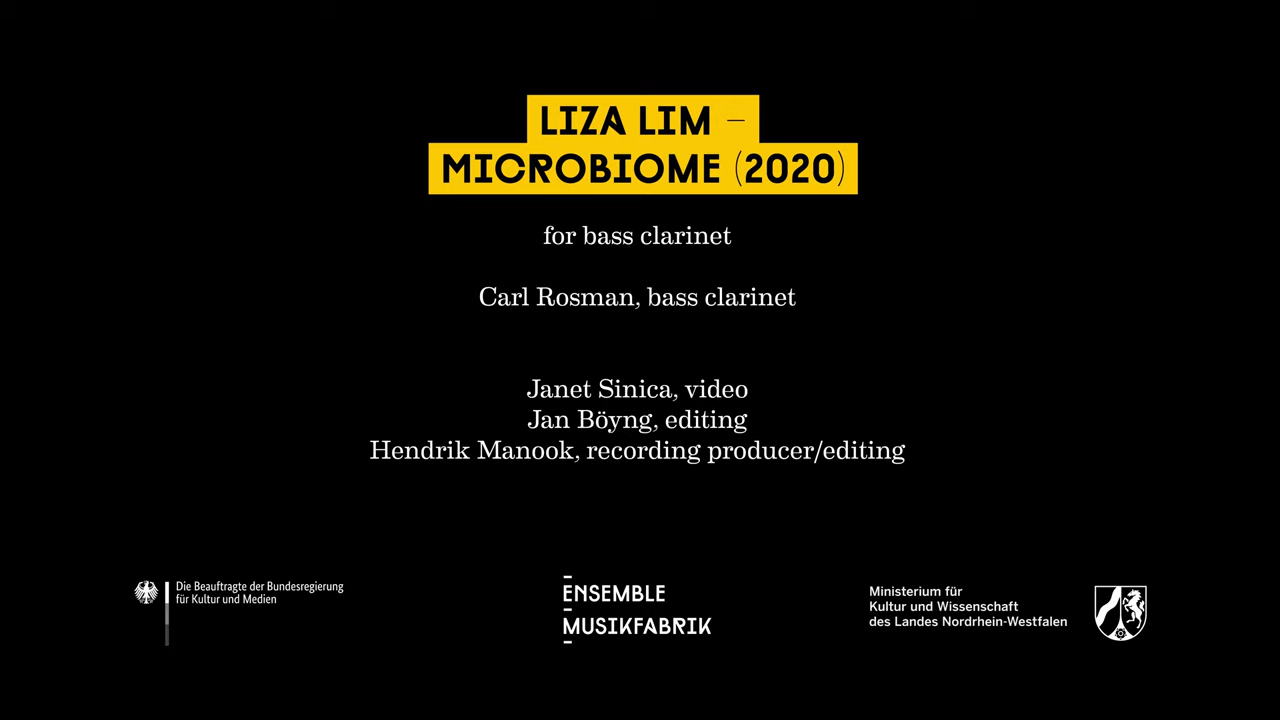 LIZA LIM –
MICROBIOME (2020)
for bass clarinet
Carl Rosman, bass clarinet
Janet Sinica, video
Jan Böyng, editing
Hendrik Manook, recording producer/editing
Die Beauftragte der Bundesregierung
für Kultur und Medien
ENSEMBLE
MUSIKFABRIK
Ministerium für
Kultur und Wissenschaft
des Landes Nordrhein-Westfalen